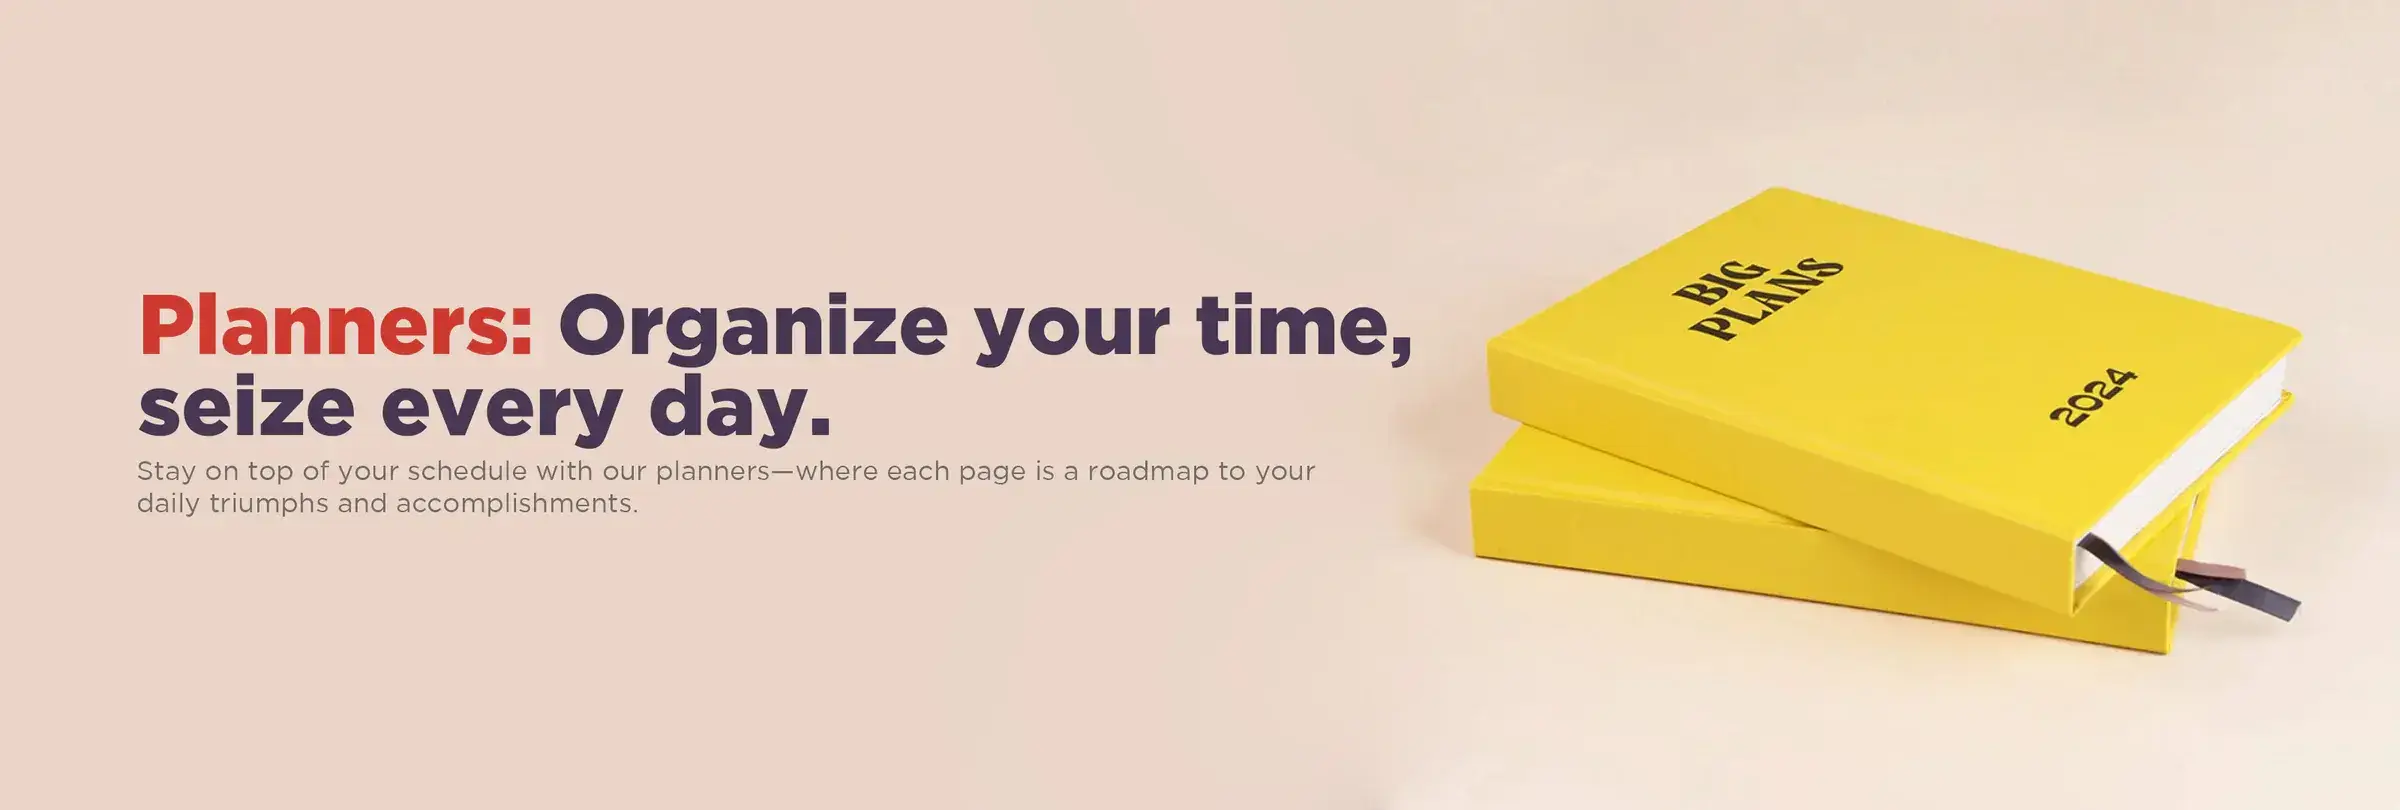 Planners: Organize your time,
seize every day.
Stay on top of your schedule with our planners—where each page is a roadmap to your
daily triumphs and accomplishments.
BIG
PLANS
2024